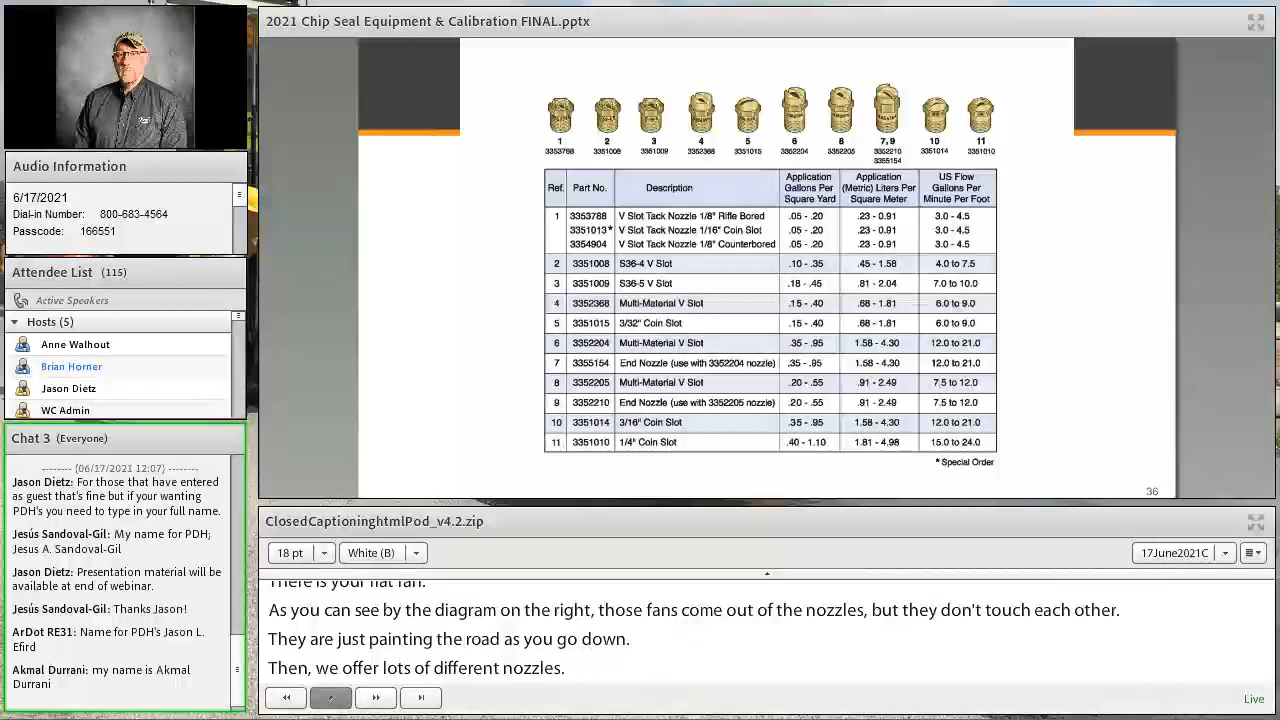 2021 Chip Seal Equipment & Calibration FINAL.pptx
Audio Information
6/17/2021
Dial-in Number: 800-683-4564
Passcode: 166551
Attendee List (115)
Active Speakers
Hosts (5)
Anne Walhout
Brian Horner
Jason Dietz
WC Admin
Chat 3 (Everyone)
-------- (06/17/2021 12:07) --------
Jason Dietz: For those that have entered
as guest that's fine but if your wanting
PDH's you need to type in your full name.
Jesús Sandoval-Gil: My name for PDH;
Jesus A. Sandoval-Gil
Jason Dietz: Presentation material will be
available at end of webinar.
Jesús Sandoval-Gil: Thanks Jason!
ArDot RE31: Name for PDH's Jason L.
Efird
Akmal Durrani: my name is Akmal
Durrani
1 2 3 4 5 6 8 7, 9 10 11
3353788 3351008 3351009 3352368 3351015 3352204 3352205 3352210 3351014 3351010
3355154
Ref. Part No. Description Application Gallons Per Square Yard Application (Metric) Liters Per Square Meter US Flow Gallons Per Minute Per Foot
1 3353788 V Slot Tack Nozzle 1/8" Rifle Bored .05 - .20 .23 - 0.91 3.0 - 4.5
3351013* V Slot Tack Nozzle 1/16" Coin Slot .05 - .20 .23 - 0.91 3.0 - 4.5
3354904 V Slot Tack Nozzle 1/8" Counterbored .05 - .20 .23 - 0.91 3.0 - 4.5
2 3351008 S36-4 V Slot .10 - .35 .45 - 1.58 4.0 to 7.5
3 3351009 S36-5 V Slot .18 - .45 .81 - 2.04 7.0 to 10.0
4 3352368 Multi-Material V Slot .15 - .40 .68 - 1.81 6.0 to 9.0
5 3351015 3/32" Coin Slot .15 - .40 .68 - 1.81 6.0 to 9.0
6 3352204 Multi-Material V Slot .35 - .95 1.58 - 4.30 12.0 to 21.0
7 3355154 End Nozzle (use with 3352204 nozzle) .35 - .95 1.58 - 4.30 12.0 to 21.0
8 3352205 Multi-Material V Slot .20 - .55 .91 - 2.49 7.5 to 12.0
9 3352210 End Nozzle (use with 3352205 nozzle) .20 - .55 .91 - 2.49 7.5 to 12.0
10 3351014 3/16" Coin Slot .35 - .95 1.58 - 4.30 12.0 to 21.0
11 3351010 1/4" Coin Slot .40 - 1.10 1.81 - 4.98 15.0 to 24.0
* Special Order
36
ClosedCaptioninghtmlPod_v4.2.zip
18 pt White (B) 17June2021C
There is your flat fan.
As you can see by the diagram on the right, those fans come out of the nozzles, but they don't touch each other.
They are just painting the road as you go down.
Then, we offer lots of different nozzles.
Live